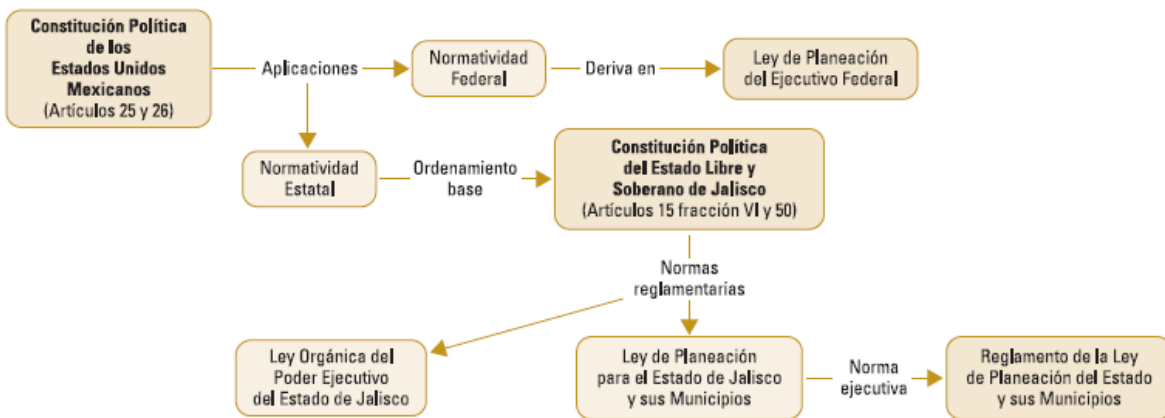 Constitución Política
de los
Estados Unidos
Mexicanos
(Artículos 25 y 26)
Aplicaciones
Normatividad
Federal
Deriva en
Ley de Planeación
del Ejecutivo Federal
Normatividad
Estatal
Ordenamiento
base
Constitución Política
del Estado Libre y
Soberano de Jalisco
(Artículos 15 fracción VI y 50)
Normas
reglamentarias
Ley Orgánica del
Poder Ejecutivo
del Estado de Jalisco
Ley de Planeación
para el Estado de Jalisco
y sus Municipios
Norma
ejecutiva
Reglamento de la Ley
de Planeación del Estado
y sus Municipios